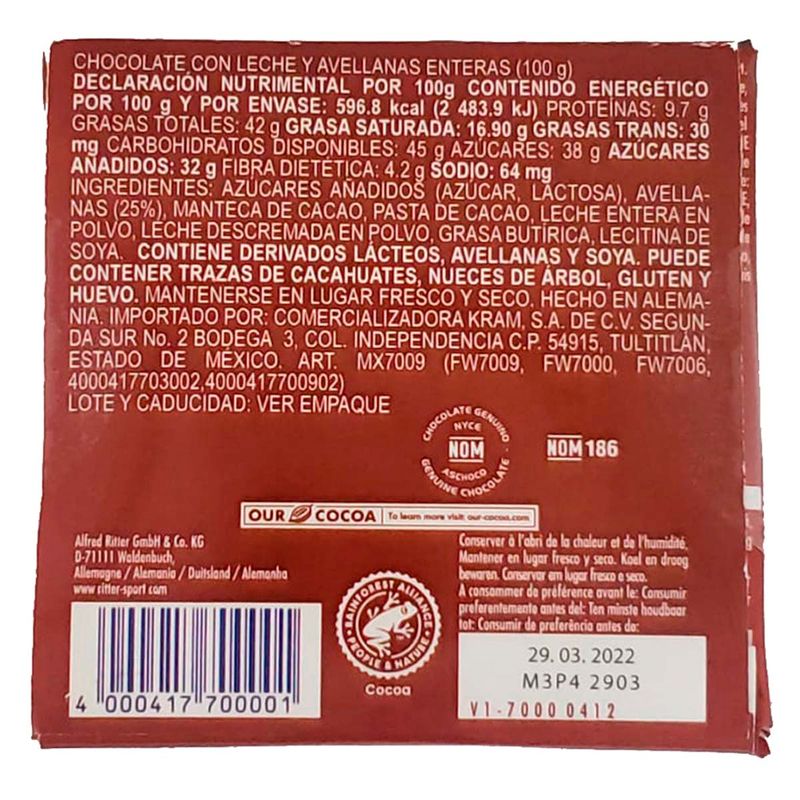 CHOCOLATE CON LECHE Y AVELLANAS ENTERAS (100 g)
DECLARACIÓN NUTRIMENTAL POR 100g CONTENIDO ENERGÉTICO
POR 100 g Y POR ENVASE: 596.8 kcal (2 483.9 kJ) PROTEÍNAS: 9.7 g
GRASAS TOTALES: 42 g GRASA SATURADA: 16.90 g GRASAS TRANS: 30
mg CARBOHIDRATOS DISPONIBLES: 45 g AZÚCARES: 38 g AZÚCARES
AÑADIDOS: 32 g FIBRA DIETÉTICA: 4.2 g SODIO: 64 mg
INGREDIENTES: AZÚCARES AÑADIDOS (AZÚCAR, LACTOSA), AVELLA-
NAS (25%), MANTECA DE CACAO, PASTA DE CACAO, LECHE ENTERA EN
POLVO, LECHE DESCREMADA EN POLVO, GRASA BUTÍRICA, LECITINA DE
SOYA. CONTIENE DERIVADOS LÁCTEOS, AVELLANAS Y SOYA. PUEDE
CONTENER TRAZAS DE CACAHUATES, NUECES DE ÁRBOL, GLUTEN Y
HUEVO. MANTENERSE EN LUGAR FRESCO Y SECO. HECHO EN ALEMA-
NIA. IMPORTADO POR: COMERCIALIZADORA KRAM, S.A. DE C.V. SEGUN-
DA SUR No. 2 BODEGA 3, COL. INDEPENDENCIA C.P. 54915, TULTITLÁN,
ESTADO DE MÉXICO. ART. MX7009 (FW7009, FW7000, FW7006,
4000417703002,4000417700902)
LOTE Y CADUCIDAD: VER EMPAQUE
CHOCOLATE GENUINO
NYCE
NOM
ASCHOCO
GENUINE CHOCOLATE
NOM 186
OUR COCOA To learn more visit: our-cocoa.com
Alfred Ritter GmbH & Co. KG
D-71111 Waldenbuch,
Allemagne / Alemania / Duitsland / Alemanha
www.ritter-sport.com
4 000417 700001
RAINFOREST ALLIANCE
PEOPLE & NATURE
Cocoa
Conserver à l'abri de la chaleur et de l'humidité.
Mantener en lugar fresco y seco. Koel en droog
bewaren. Conservar em lugar fresco e seco.
A consommer de préférence avant le: Consumir
preferentemente antes del: Ten minste houdbaar
tot: Consumir de preferência antes de:
29. 03. 2022
M3P4 2903
V1-7000 0412